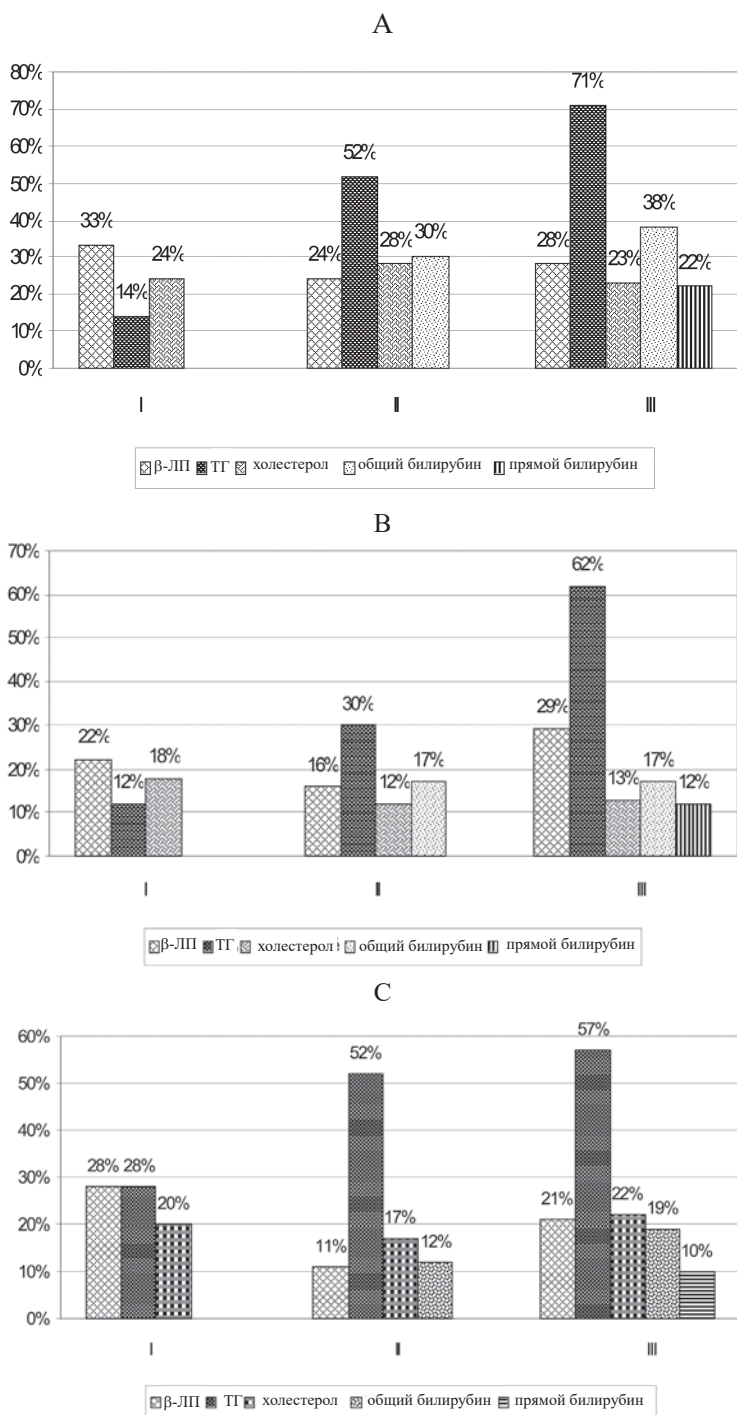 A
80%
70%
60%
50%
40%
30%
20%
10%
0%
33% 14% 24% 24% 52% 28% 30% 28% 71% 23% 38% 22%
I II III
β-ЛП ТГ холестерол общий билирубин прямой билирубин
B
70%
60%
50%
40%
30%
20%
10%
0%
22% 12% 18% 16% 30% 12% 17% 29% 62% 13% 17% 12%
I II III
β-ЛП ТГ холестерол общий билирубин прямой билирубин
C
60%
50%
40%
30%
20%
10%
0%
28% 28% 20% 11% 52% 17% 12% 21% 57% 22% 19% 10%
I II III
β-ЛП ТГ холестерол общий билирубин прямой билирубин